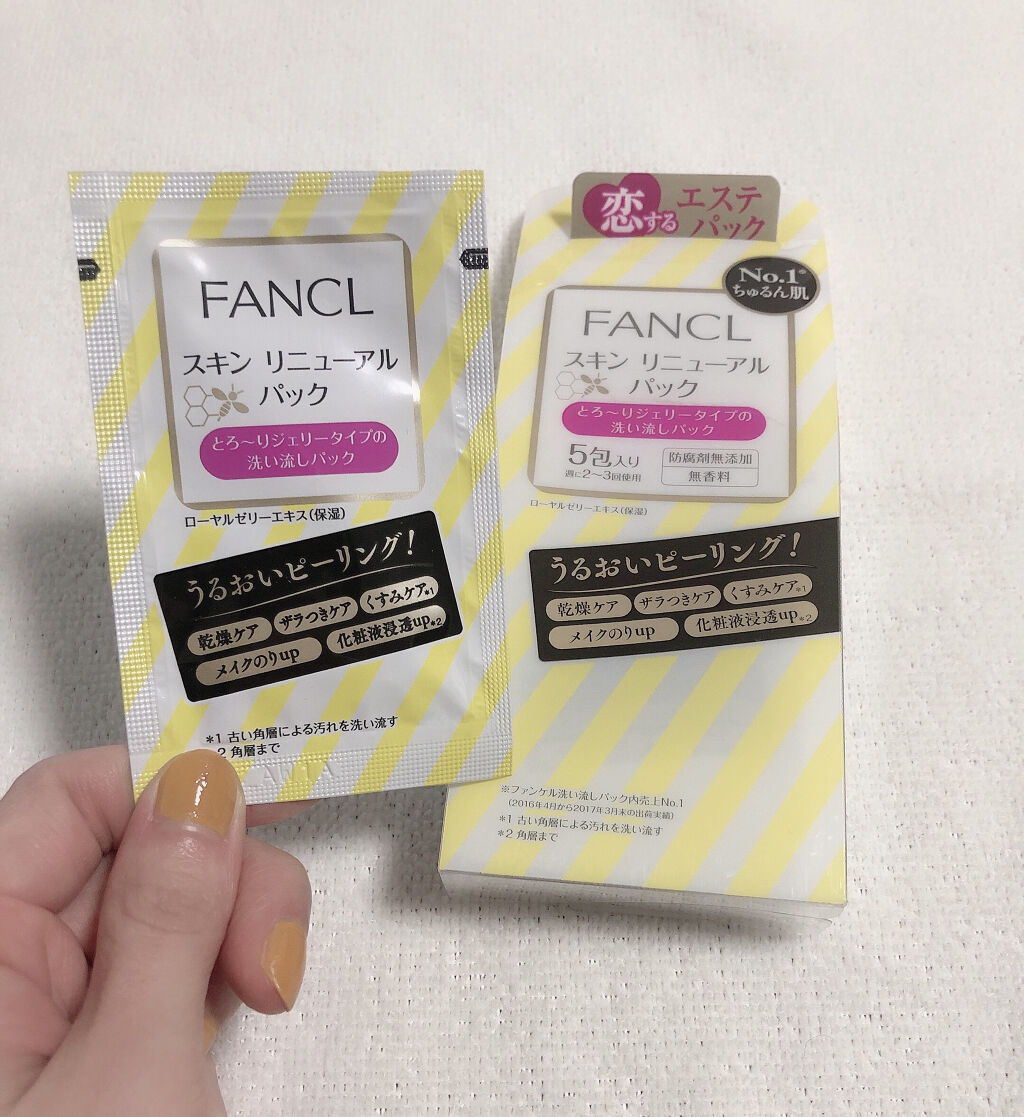 FANCL
スキン リニューアル
パック
とろ〜りジェリータイプの
洗い流しパック
ローヤルゼリーエキス(保湿)
うるおいピーリング!
乾燥ケア ザラつきケア くすみケア*1
メイクのりup 化粧液浸透up*2
*1 古い角層による汚れを洗い流す
2 角層まで
恋する エステ
パック
No.1※
ちゅるん肌
FANCL
スキン リニューアル
パック
とろ〜りジェリータイプの
洗い流しパック
5包入り 防腐剤無添加
週に2〜3回使用 無香料
ローヤルゼリーエキス(保湿)
うるおいピーリング!
乾燥ケア ザラつきケア くすみケア*1
メイクのりup 化粧液浸透up*2
※ファンケル洗い流しパック内売上No.1
(2016年4月から2017年3月末の出荷実績)
*1 古い角層による汚れを洗い流す
*2 角層まで